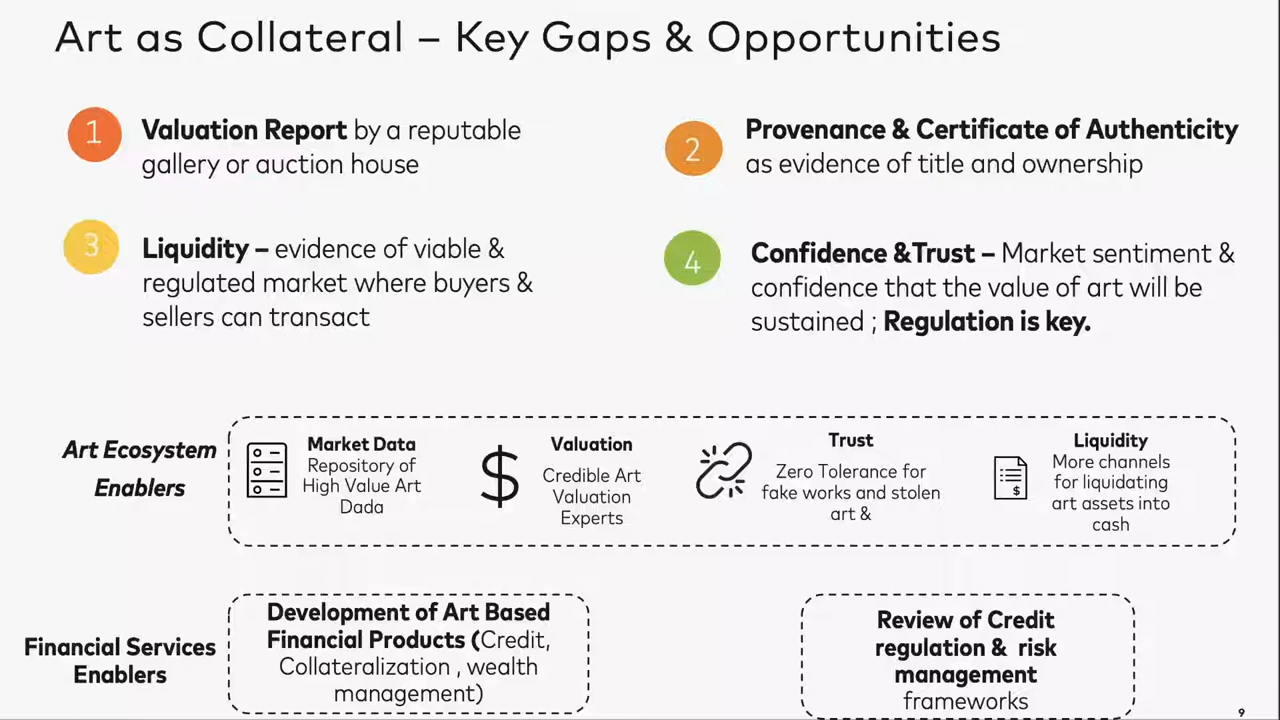 Art as Collateral – Key Gaps & Opportunities
1
Valuation Report by a reputable
gallery or auction house
2
Provenance & Certificate of Authenticity
as evidence of title and ownership
3
Liquidity – evidence of viable &
regulated market where buyers &
sellers can transact
4
Confidence &Trust – Market sentiment &
confidence that the value of art will be
sustained ; Regulation is key.
Art Ecosystem
Enablers
Market Data
Repository of
High Value Art
Dada
$
Valuation
Credible Art
Valuation
Experts
Trust
Zero Tolerance for
fake works and stolen
art &
$
Liquidity
More channels
for liquidating
art assets into
cash
Financial Services
Enablers
Development of Art Based
Financial Products (Credit,
Collateralization , wealth
management)
Review of Credit
regulation & risk
management
frameworks
9